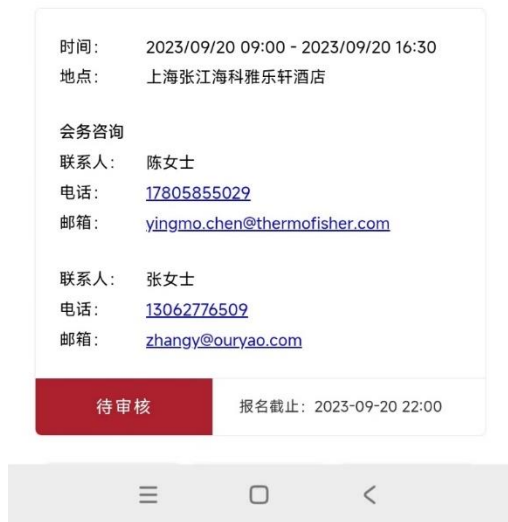 时间： 2023/09/20 09:00 - 2023/09/20 16:30
地点： 上海张江海科雅乐轩酒店
会务咨询
联系人： 陈女士
电话： 17805855029
邮箱： yingmo.chen@thermofisher.com
联系人： 张女士
电话： 13062776509
邮箱： zhangy@ouryao.com
待审核 报名截止：2023-09-20 22:00